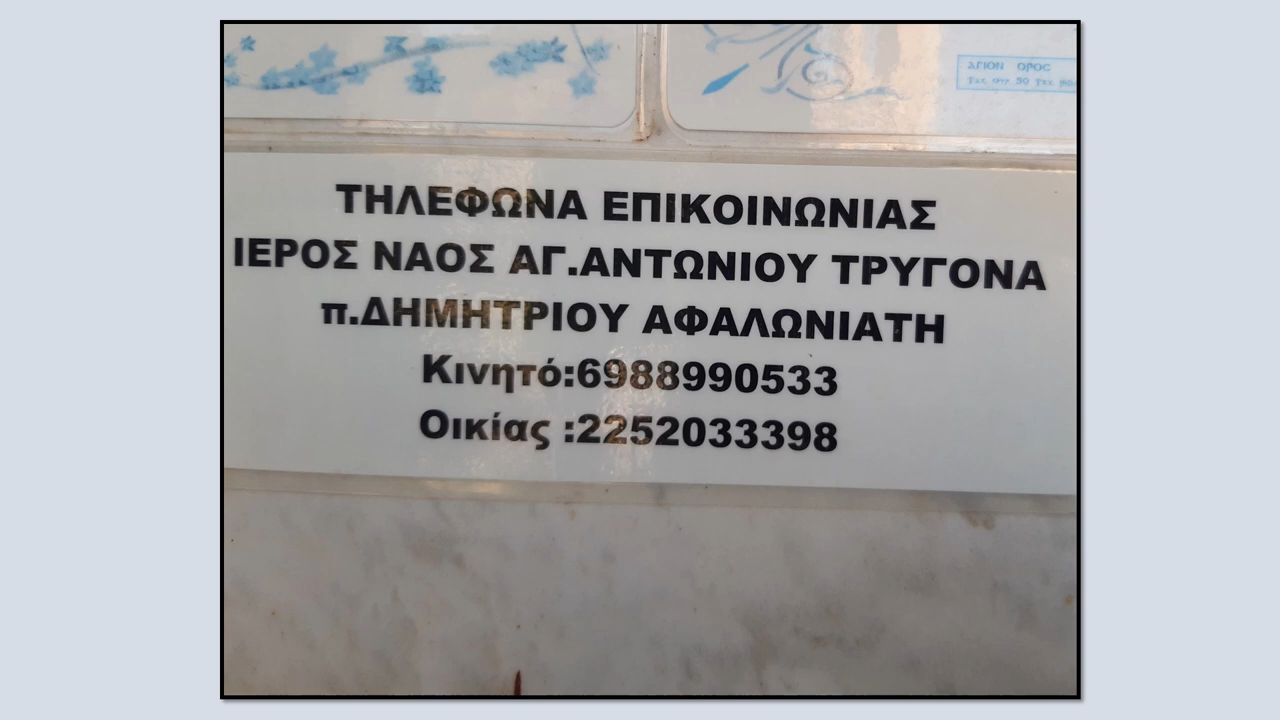 ΑΓΙΟΝ ΟΡΟΣ
ΤΗΛΕΦΩΝΑ ΕΠΙΚΟΙΝΩΝΙΑΣ
ΙΕΡΟΣ ΝΑΟΣ ΑΓ.ΑΝΤΩΝΙΟΥ ΤΡΥΓΟΝΑ
π.ΔΗΜΗΤΡΙΟΥ ΑΦΑΛΩΝΙΑΤΗ
Κινητό:6988990533
Οικίας :2252033398